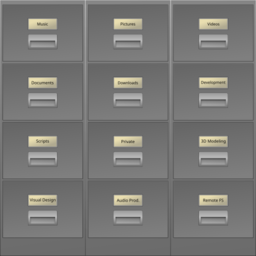 Music
Pictures
Videos
Documents
Downloads
Development
Scripts
Private
3D Modeling
Visual Design
Audio Prod.
Remote FS